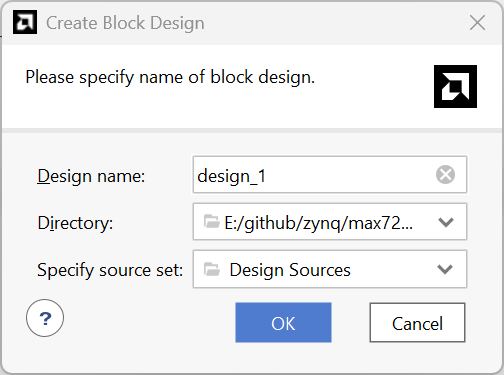 Create Block Design
Please specify name of block design.
Design name: design_1
Directory: E:/github/zynq/max72...
Specify source set: Design Sources
? OK Cancel